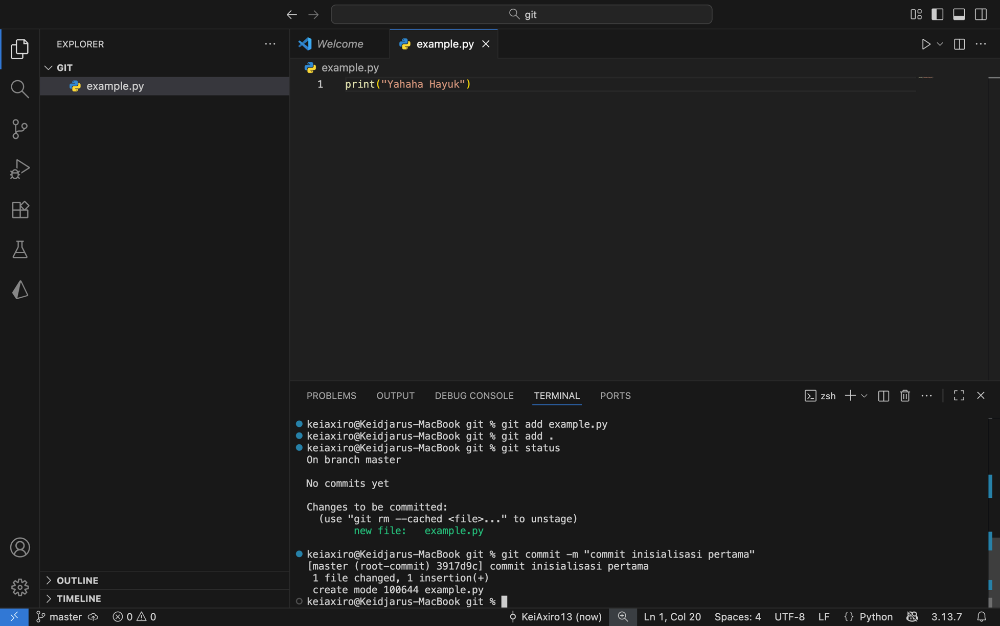 git
EXPLORER
GIT
example.py
OUTLINE
TIMELINE
Welcome
example.py
example.py
1 print("Yahaha Hayuk")
PROBLEMS OUTPUT DEBUG CONSOLE TERMINAL PORTS
zsh
keiaxiro@Keidjarus-MacBook git % git add example.py
keiaxiro@Keidjarus-MacBook git % git add .
keiaxiro@Keidjarus-MacBook git % git status
On branch master
No commits yet
Changes to be committed:
(use "git rm --cached <file>..." to unstage)
new file: example.py
keiaxiro@Keidjarus-MacBook git % git commit -m "commit inisialisasi pertama"
[master (root-commit) 3917d9c] commit inisialisasi pertama
1 file changed, 1 insertion(+)
create mode 100644 example.py
keiaxiro@Keidjarus-MacBook git %
master 0 0 KeiAxiro13 (now) Ln 1, Col 20 Spaces: 4 UTF-8 LF {} Python 3.13.7